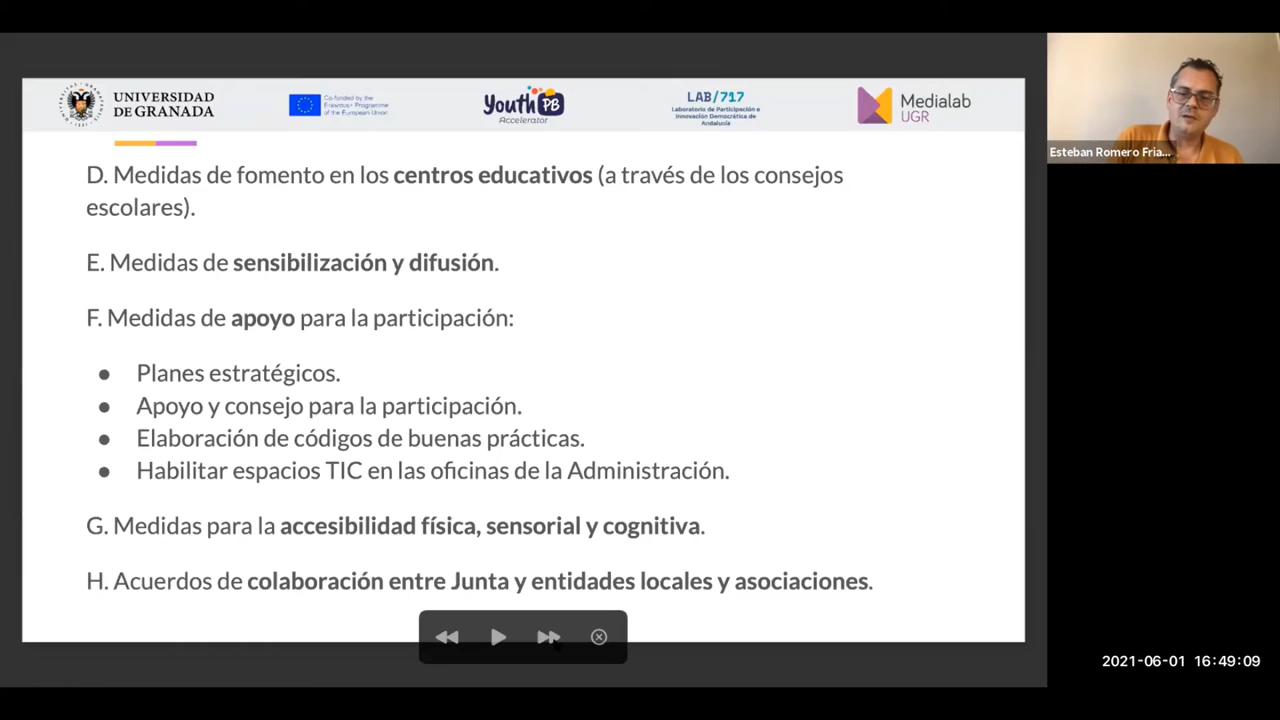 UNIVERSIDAD
DE GRANADA
Co-funded by the
Erasmus+ Programme
of the European Union
Youth PB
Accelerator
LAB/717
Laboratorio de Participación e
Innovación Democrática de
Andalucía
Medialab
UGR
Esteban Romero Fria...
D. Medidas de fomento en los centros educativos (a través de los consejos
escolares).
E. Medidas de sensibilización y difusión.
F. Medidas de apoyo para la participación:
● Planes estratégicos.
● Apoyo y consejo para la participación.
● Elaboración de códigos de buenas prácticas.
● Habilitar espacios TIC en las oficinas de la Administración.
G. Medidas para la accesibilidad física, sensorial y cognitiva.
H. Acuerdos de colaboración entre Junta y entidades locales y asociaciones.
2021-06-01 16:49:09